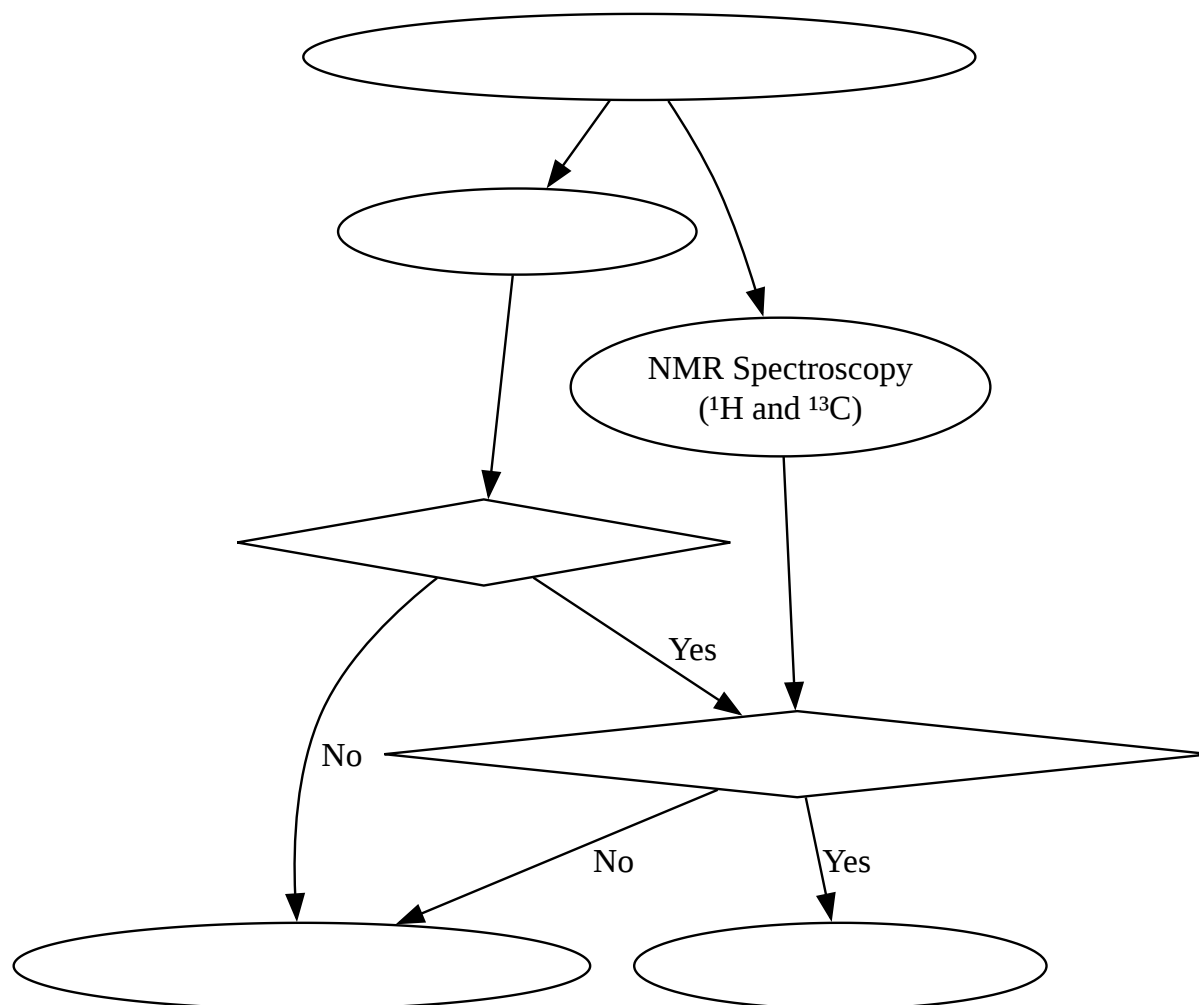 NMR Spectroscopy
(¹H and ¹³C)
Yes
No
No
Yes